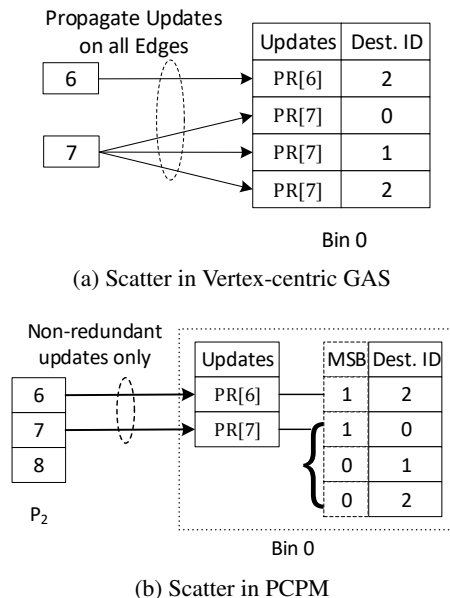 Propagate Updates
on all Edges
Updates Dest. ID
6 PR[6] 2
PR[7] 0
7 PR[7] 1
PR[7] 2
Bin 0
(a) Scatter in Vertex-centric GAS
Non-redundant
updates only
Updates MSB Dest. ID
6 PR[6] 1 2
7 PR[7] 1 0
8 0 1
0 2
P2
Bin 0
(b) Scatter in PCPM